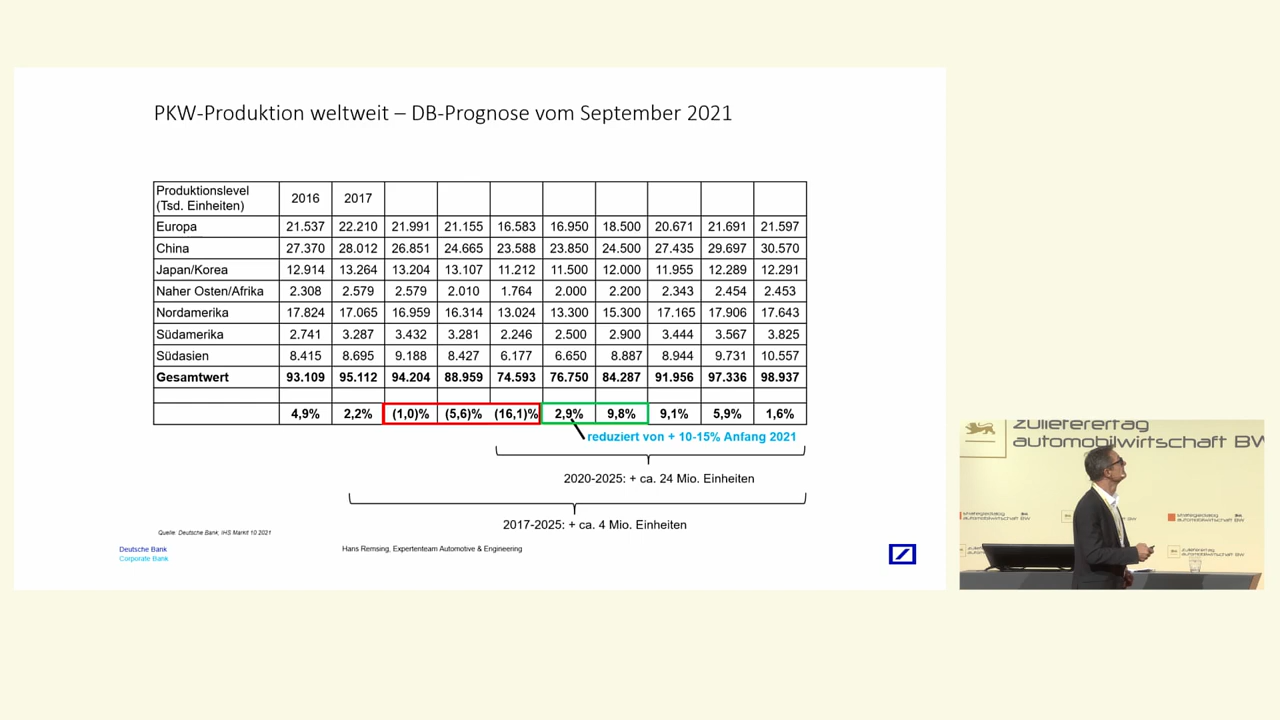 PKW-Produktion weltweit – DB-Prognose vom September 2021
Produktionslevel
(Tsd. Einheiten) 2016 2017
Europa 21.537 22.210 21.991 21.155 16.583 16.950 18.500 20.671 21.691 21.597
China 27.370 28.012 26.851 24.665 23.588 23.850 24.500 27.435 29.697 30.570
Japan/Korea 12.914 13.264 13.204 13.107 11.212 11.500 12.000 11.955 12.289 12.291
Naher Osten/Afrika 2.308 2.579 2.579 2.010 1.764 2.000 2.200 2.343 2.454 2.453
Nordamerika 17.824 17.065 16.959 16.314 13.024 13.300 15.300 17.165 17.906 17.643
Südamerika 2.741 3.287 3.432 3.281 2.246 2.500 2.900 3.444 3.567 3.825
Südasien 8.415 8.695 9.188 8.427 6.177 6.650 8.887 8.944 9.731 10.557
Gesamtwert 93.109 95.112 94.204 88.959 74.593 76.750 84.287 91.956 97.336 98.937
4,9% 2,2% (1,0)% (5,6)% (16,1)% 2,9% 9,8% 9,1% 5,9% 1,6%
reduziert von + 10-15% Anfang 2021
2020-2025: + ca. 24 Mio. Einheiten
2017-2025: + ca. 4 Mio. Einheiten
Quelle: Deutsche Bank, IHS Markit 10.2021
Deutsche Bank
Corporate Bank
Hans Remsing, Expertenteam Automotive & Engineering
zulieferertag
automobilwirtschaft BW
strategiedialog
automobilwirtschaft BW
strategiedialog
automobilwirtschaft BW
zulieferertag
automobilwirtschaft BW